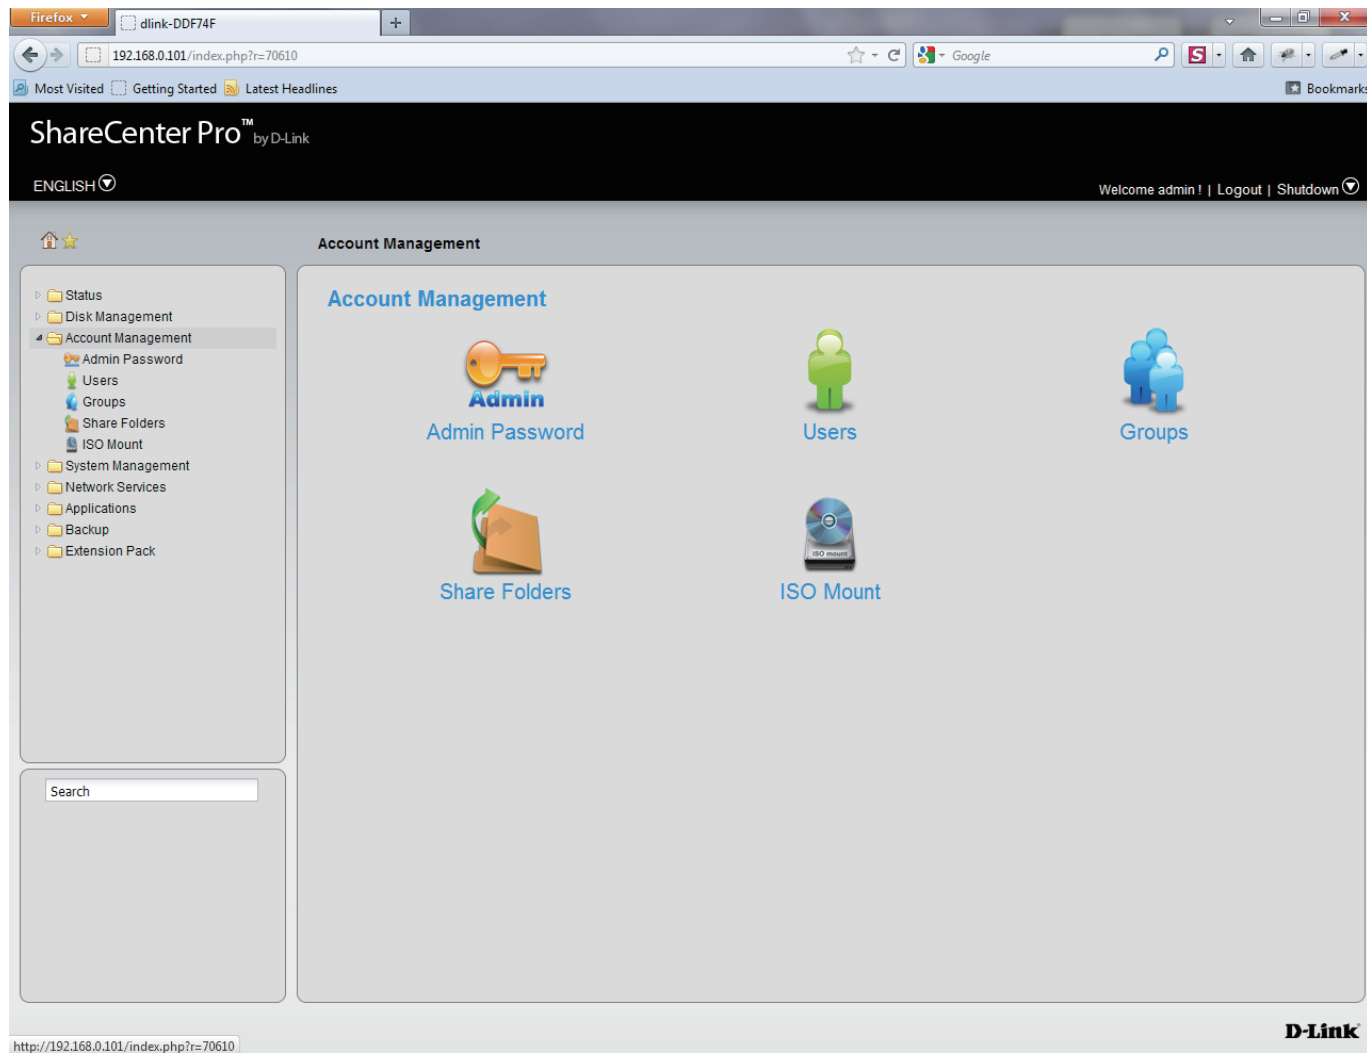 Firefox
dlink-DDF74F
192.168.0.101/index.php?r=70610
Google
S
Most Visited Getting Started Latest Headlines
Bookmarks
ShareCenter Pro™ by D-Link
ENGLISH
Welcome admin ! | Logout | Shutdown
Account Management
Status
Disk Management
Account Management
Admin Password
Users
Groups
Share Folders
ISO Mount
System Management
Network Services
Applications
Backup
Extension Pack
Search
Account Management
Admin
Admin Password
Users
Groups
Share Folders
ISO mount
ISO Mount
D-Link
http://192.168.0.101/index.php?r=70610